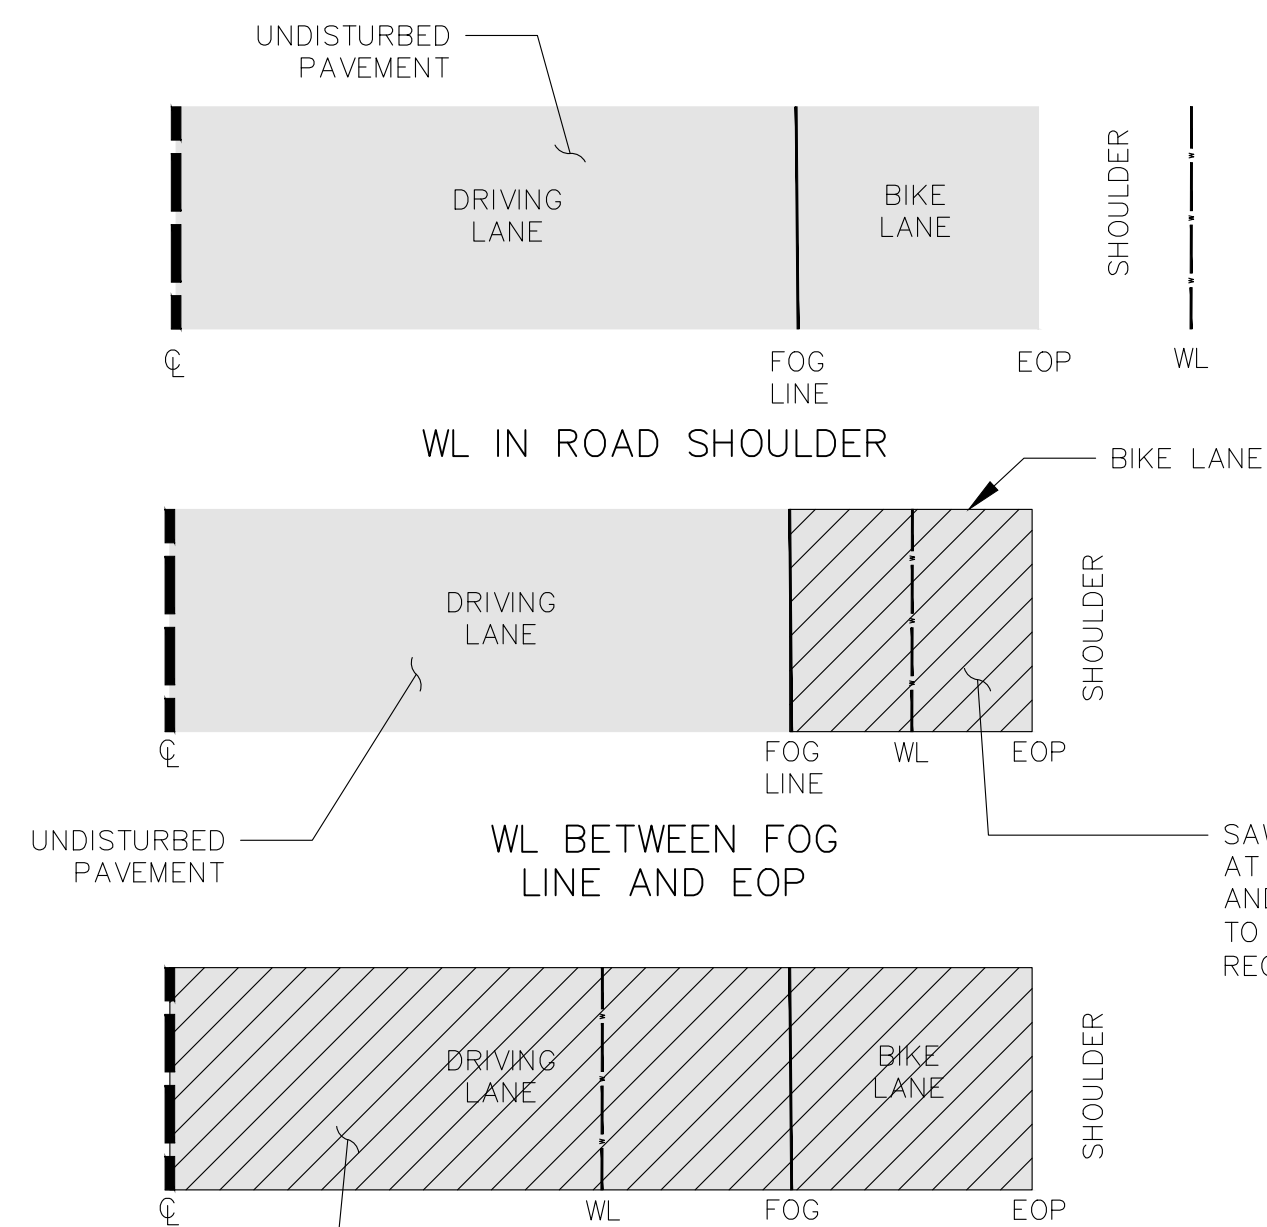 UNDISTURBED
PAVEMENT
DRIVING
LANE
BIKE
LANE
SHOULDER
W
W
W
℄
FOG
LINE
EOP
WL
WL IN ROAD SHOULDER
BIKE LANE
DRIVING
LANE
W
W
W
SHOULDER
℄
FOG
LINE
WL
EOP
UNDISTURBED
PAVEMENT
WL BETWEEN FOG
LINE AND EOP
AT
TO
DRIVING
LANE
W
W
W
BIKE
LANE
SHOULDER
℄
WL
FOG
EOP